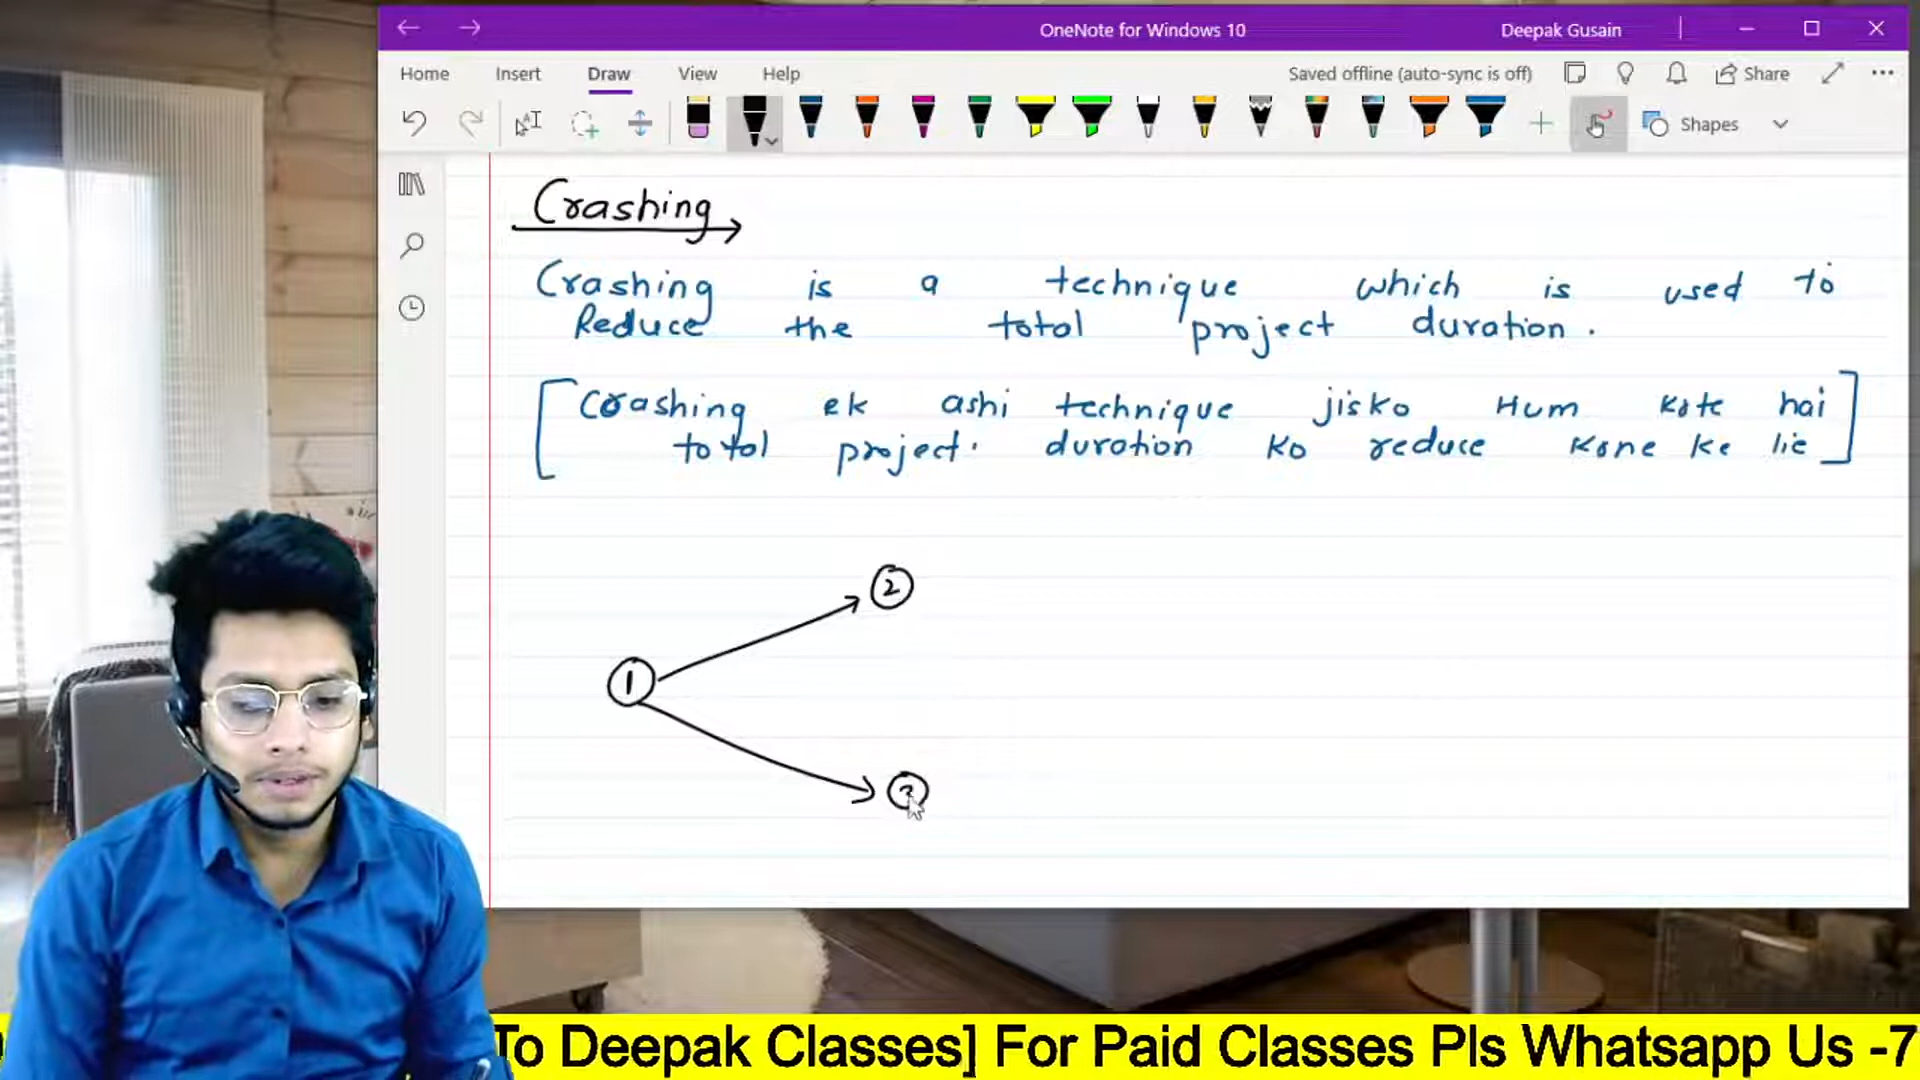 OneNote for Windows 10
Deepak Gusain
Home Insert Draw View Help
Saved offline (auto-sync is off)
Share
Shapes
Crashing
Crashing is a technique which is used to
Reduce the total project duration.
[Crashing ek ashi technique jisko Hum krte hai
total project. duration ko reduce krne ke lie]
2
1
3
To Deepak Classes] For Paid Classes Pls Whatsapp Us -7